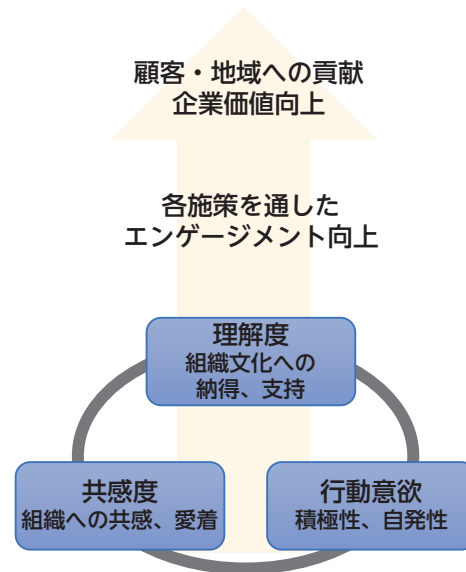 顧客・地域への貢献
企業価値向上
各施策を通した
エンゲージメント向上
理解度
組織文化への
納得、支持
共感度
組織への共感、愛着
行動意欲
積極性、自発性